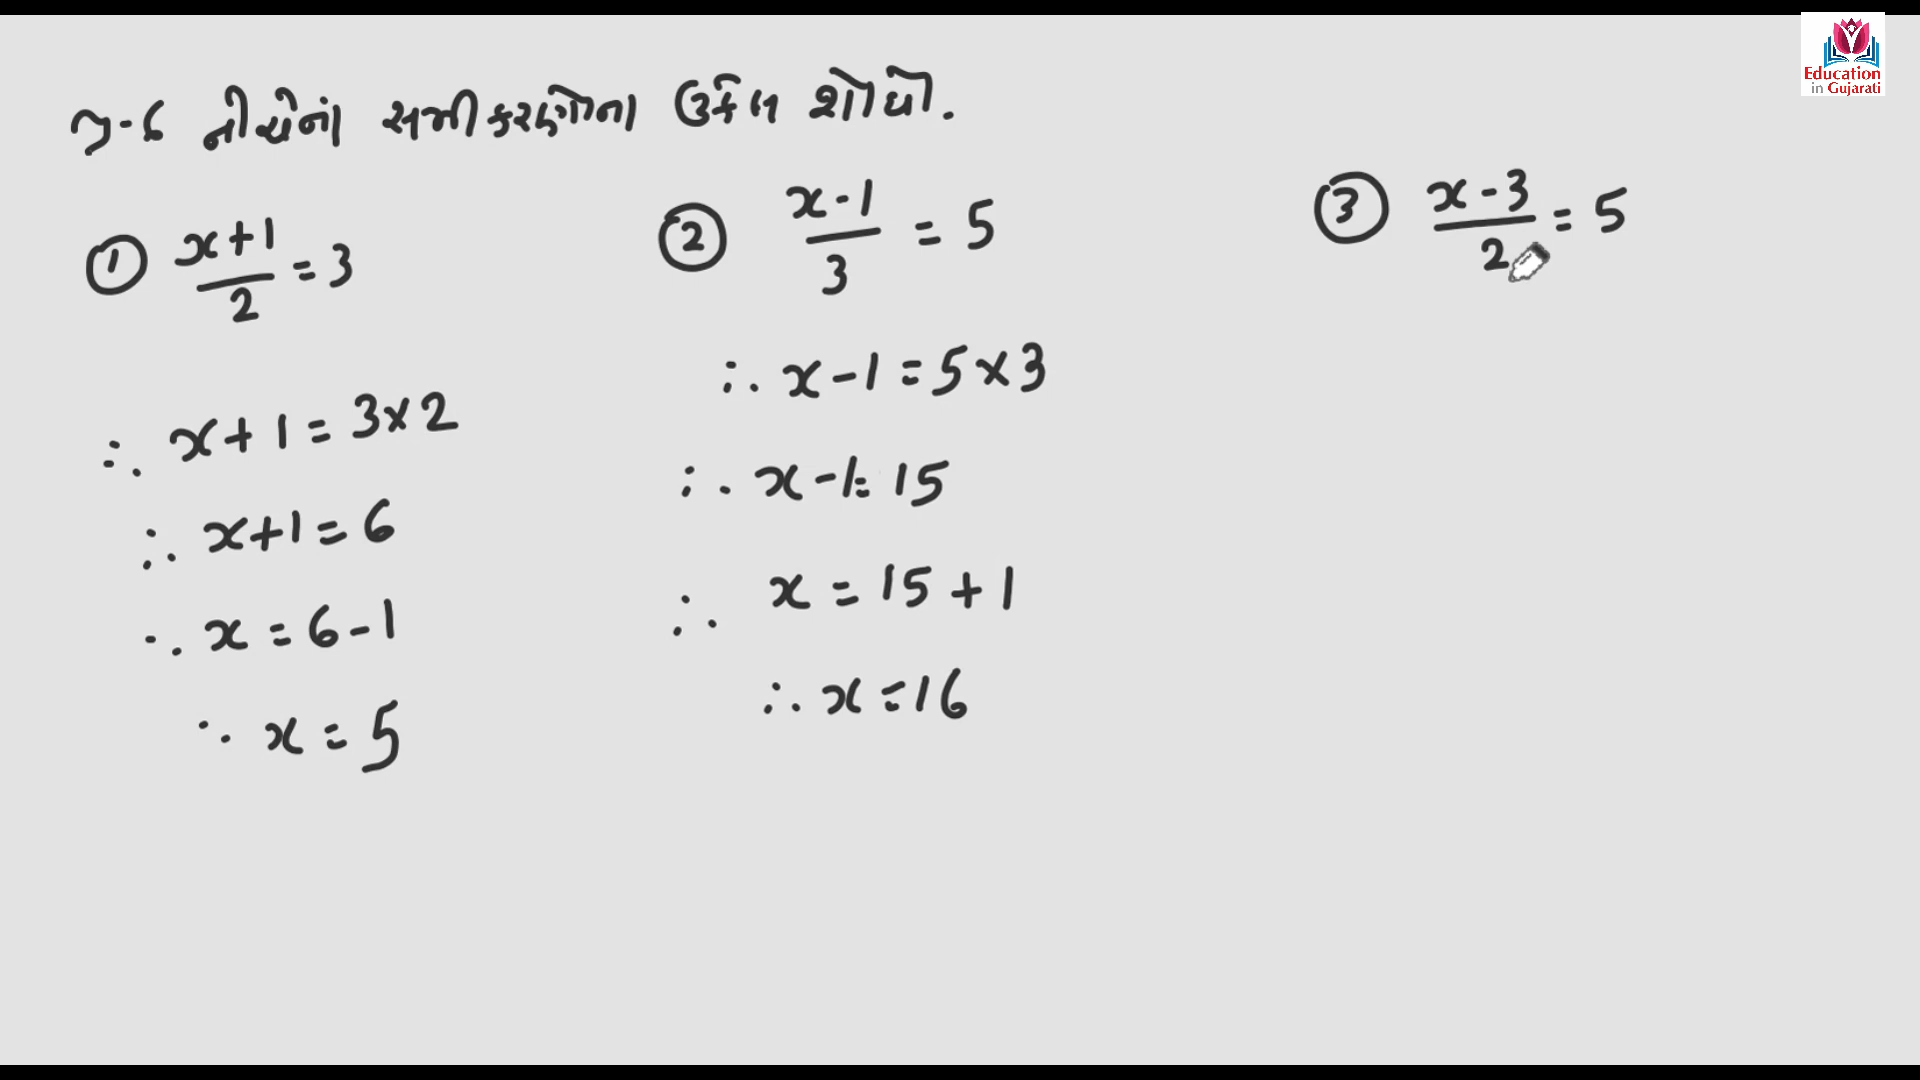 પ્ર-૬ નીચેનાં સમીકરણોના ઉકેલ શોધો.
① x+1/2 = 3
∴ x+1 = 3×2
∴ x+1 = 6
∴ x = 6-1
∴ x = 5
② x-1/3 = 5
∴ x-1 = 5×3
∴ x-1 = 15
∴ x = 15+1
∴ x = 16
③ x-3/2 = 5
Education
in Gujarati